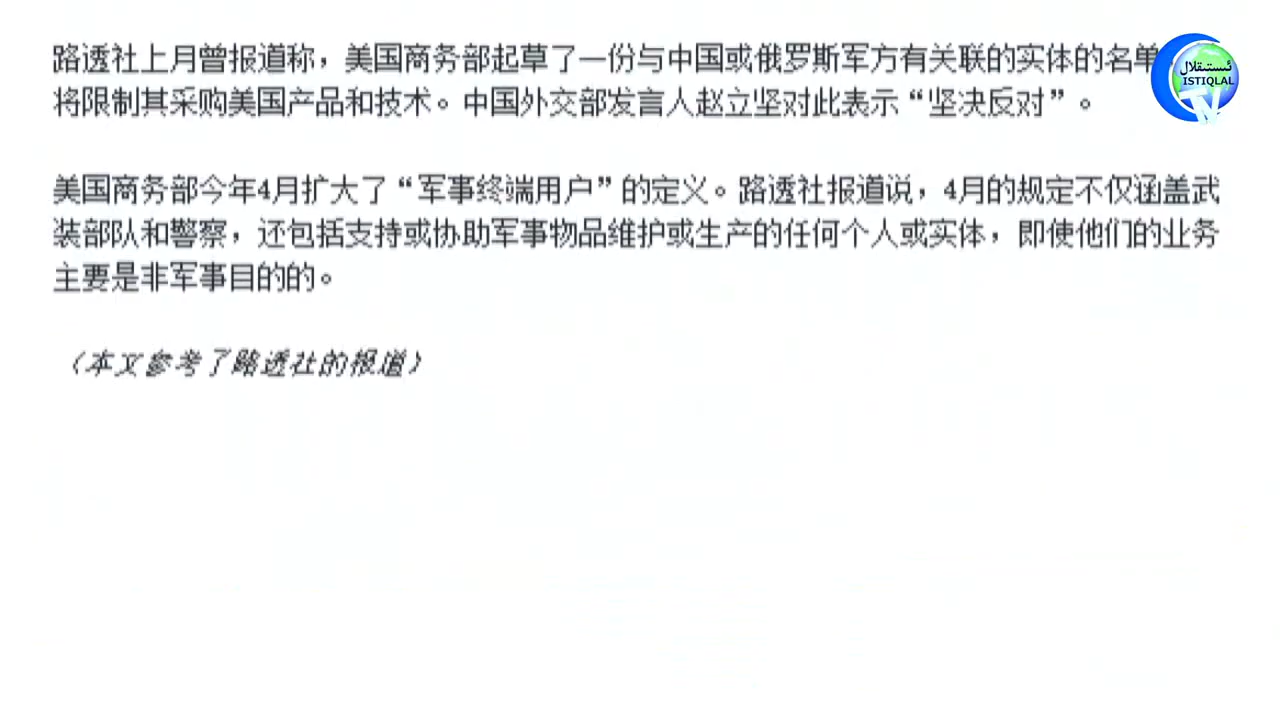 路透社上月曾报道称，美国商务部起草了一份与中国或俄罗斯军方有关联的实体的名单
将限制其采购美国产品和技术。中国外交部发言人赵立坚对此表示“坚决反对”。
美国商务部今年4月扩大了“军事终端用户”的定义。路透社报道说，4月的规定不仅涵盖武
装部队和警察，还包括支持或协助军事物品维护或生产的任何个人或实体，即使他们的业务
主要是非军事目的的。
（本文参考了路透社的报道）
ئىستىقلال
ISTIQLAL
TV